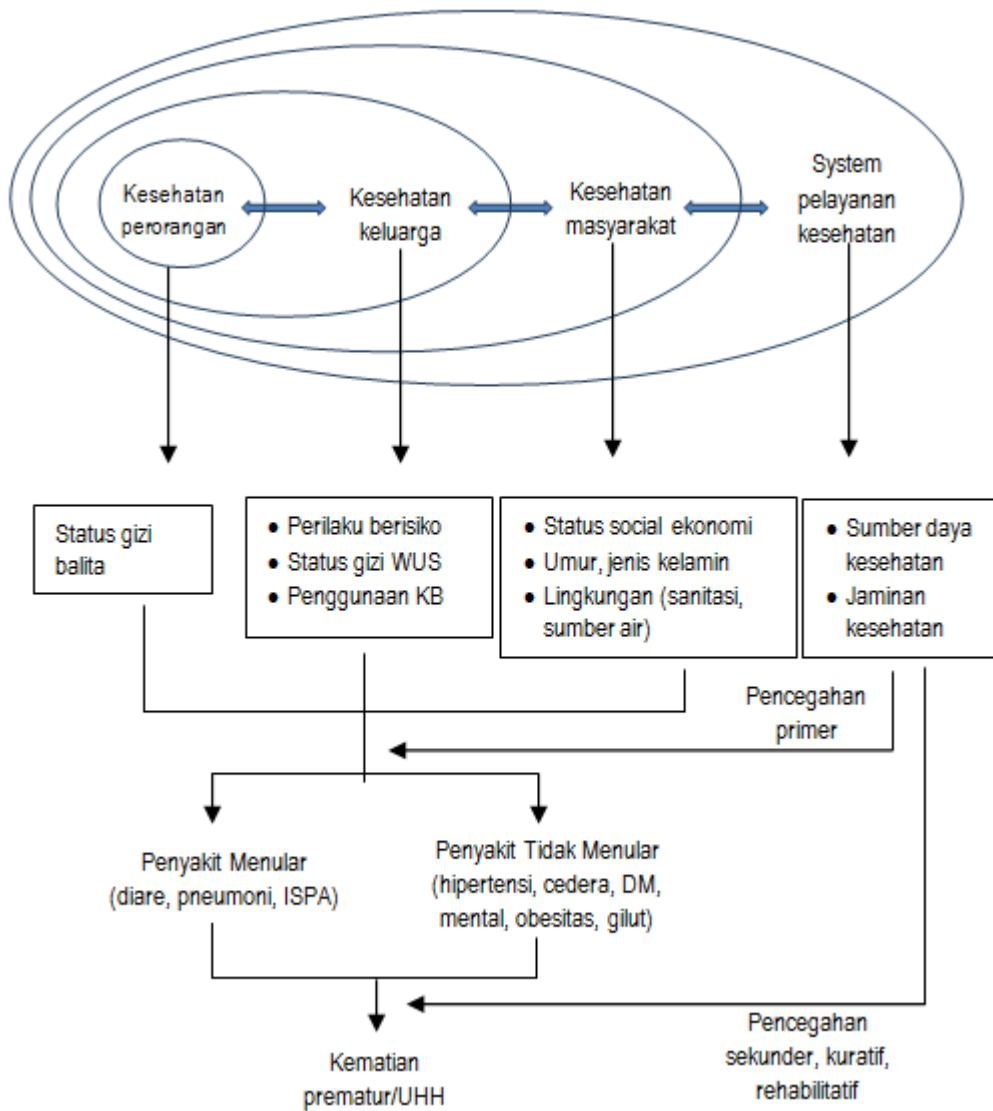 Kesehatan
perorangan
Kesehatan
keluarga
Kesehatan
masyarakat
System
pelayanan
kesehatan
Status gizi
balita
● Perilaku berisiko
● Status gizi WUS
● Penggunaan KB
● Status social ekonomi
● Umur, jenis kelamin
● Lingkungan (sanitasi,
sumber air)
● Sumber daya
kesehatan
● Jaminan
kesehatan
Pencegahan
primer
Penyakit Menular
(diare, pneumoni, ISPA)
Penyakit Tidak Menular
(hipertensi, cedera, DM,
mental, obesitas, gilut)
Kematian
prematur/UHH
Pencegahan
sekunder, kuratif,
rehabilitatif